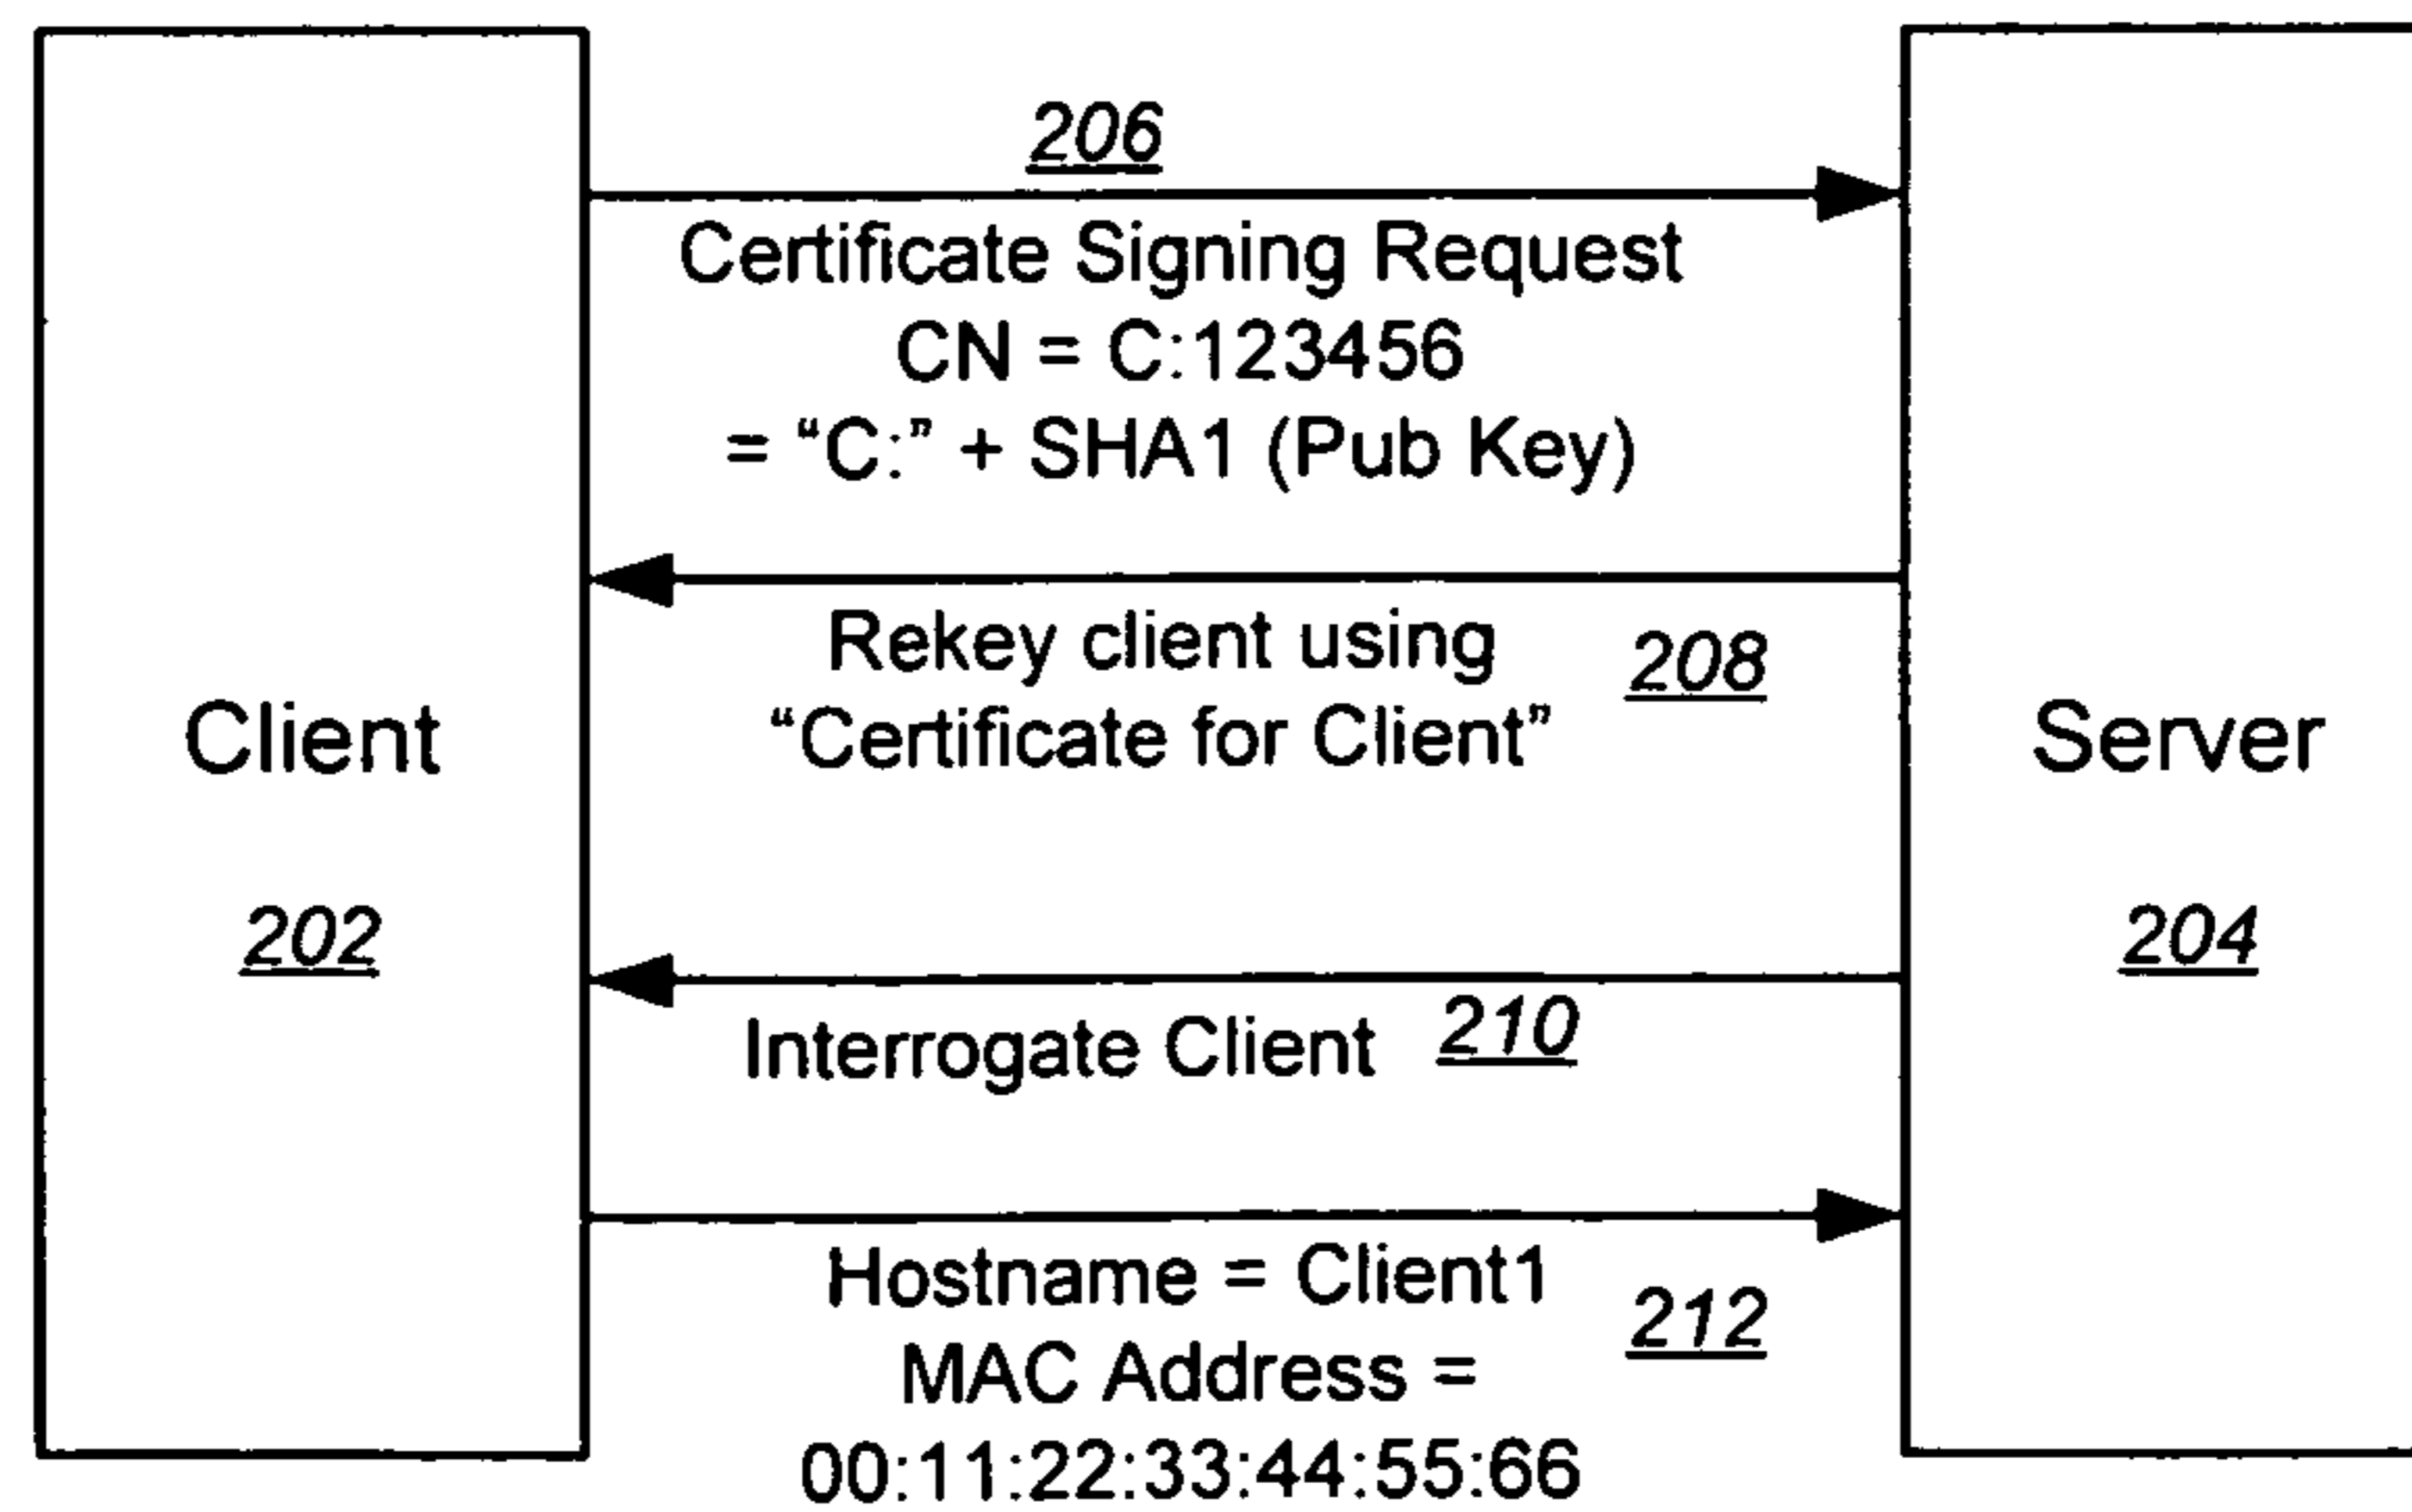 206
Certificate Signing Request
CN = C:123456
= “C:” + SHA1 (Pub Key)
Rekey client using
“Certificate for Client”
208
Client
202
Server
204
Interrogate Client
210
Hostname = Client1
MAC Address =
00:11:22:33:44:55:66
212